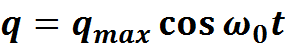 q = q_max cos ω₀t